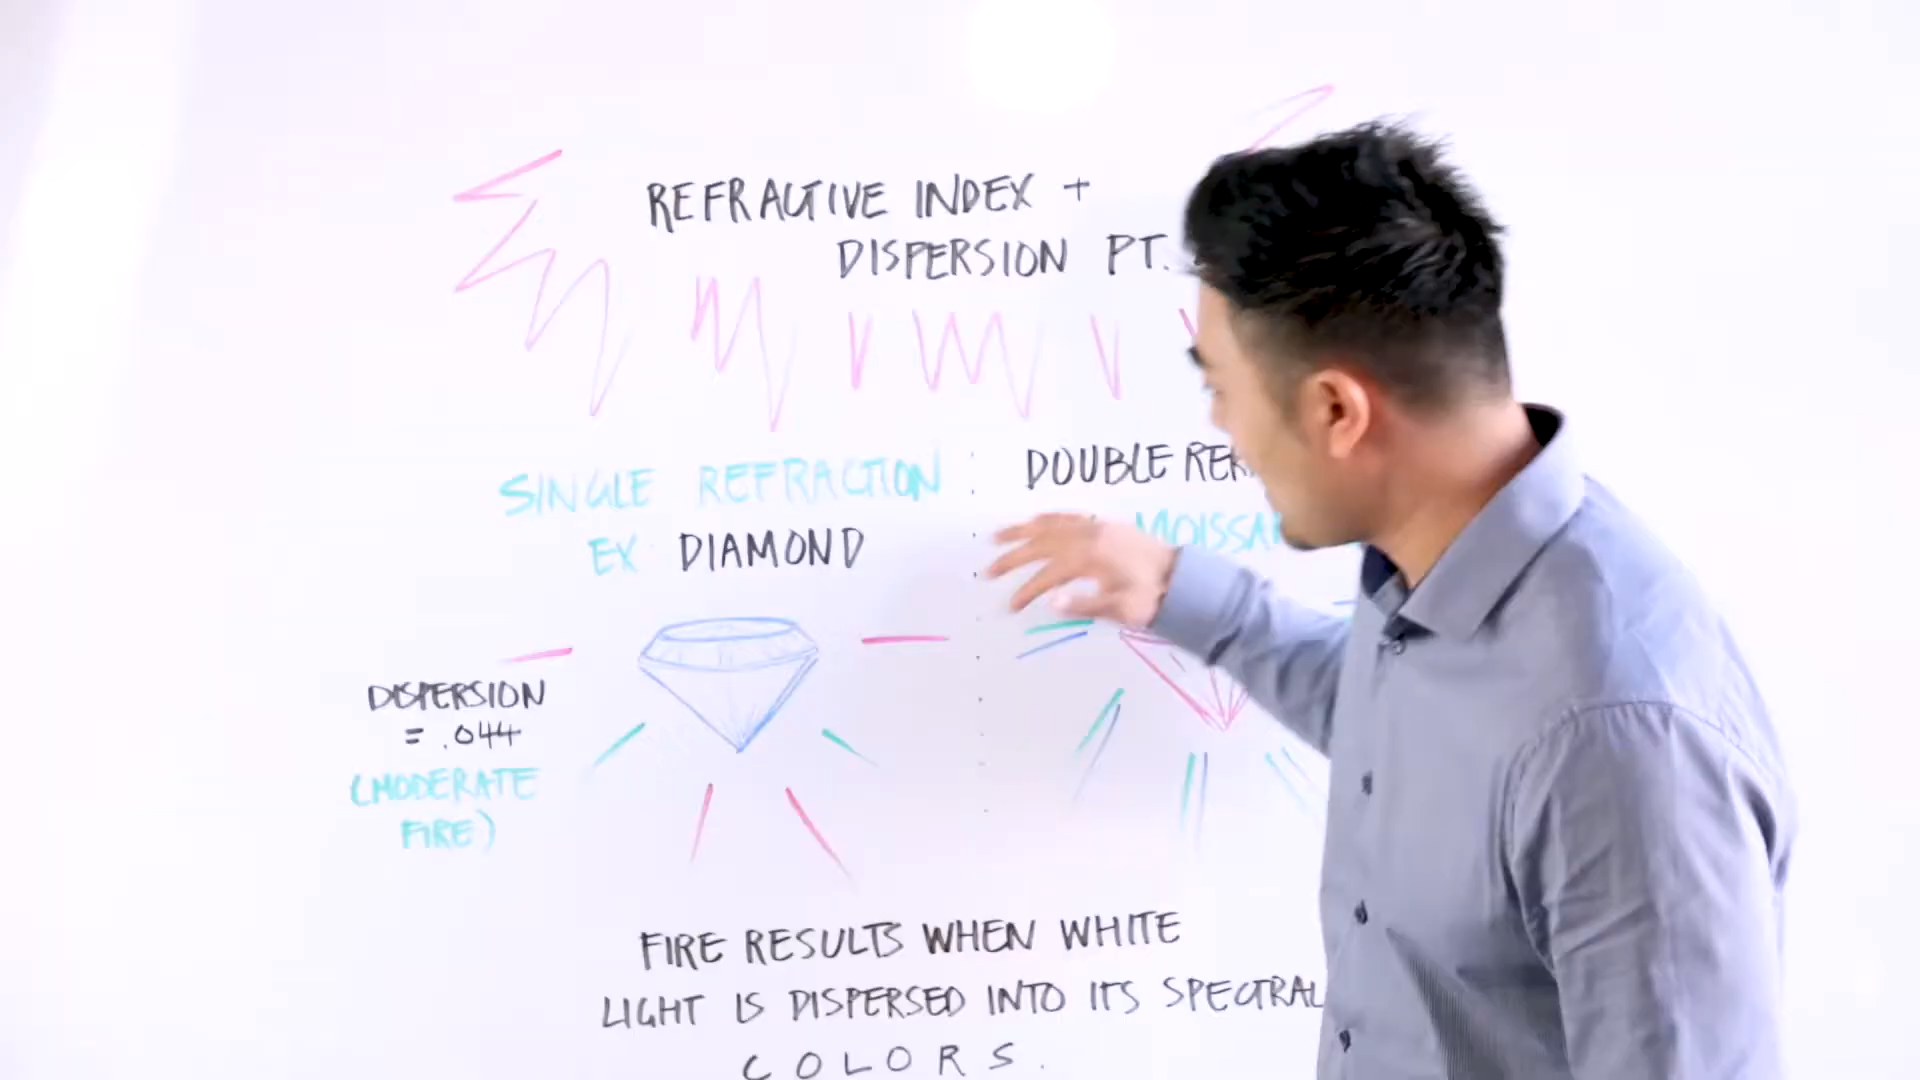 REFRACTIVE INDEX +
DISPERSION PT.
SINGLE REFRACTION
EX DIAMOND
DOUBLE
DISPERSION
= .044
(MODERATE
FIRE)
FIRE RESULTS WHEN WHITE
LIGHT IS DISPERSED INTO ITS SPECTRAL
COLORS.